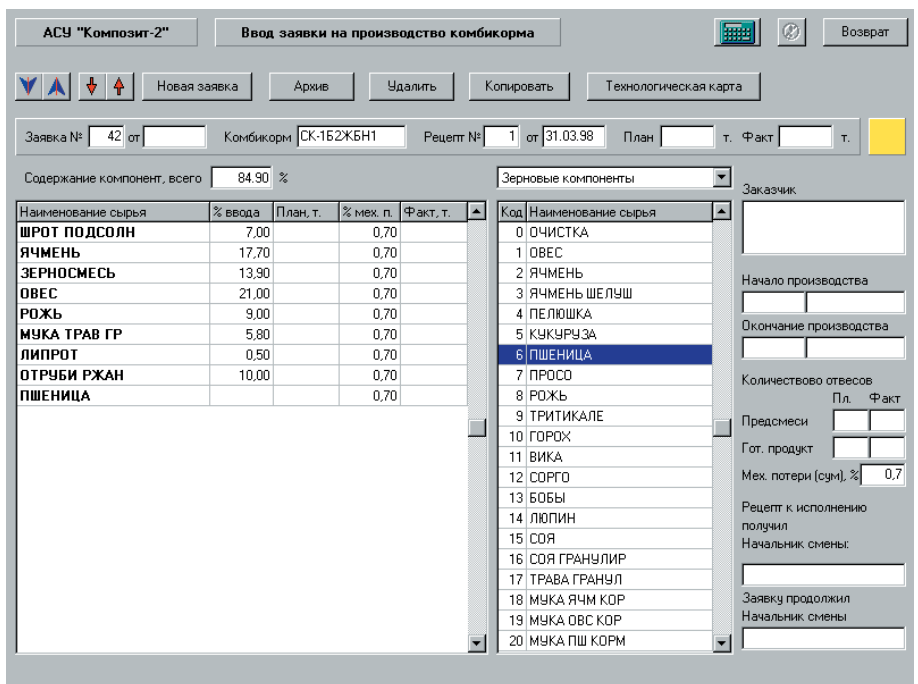 АСУ "Композит-2" Ввод заявки на производство комбикорма Возврат
Новая заявка Архив Удалить Копировать Технологическая карта
Заявка № 42 от Комбикорм СК-1Б2ЖБН1 Рецепт № 1 от 31.03.98 План т. Факт т.
Содержание компонент, всего 84.90 % Зерновые компоненты
Наименование сырья % ввода План, т. % мех. п. Факт, т.
ШРОТ ПОДСОЛН 7,00 0,70
ЯЧМЕНЬ 17,70 0,70
ЗЕРНОСМЕСЬ 13,90 0,70
ОВЕС 21,00 0,70
РОЖЬ 9,00 0,70
МУКА ТРАВ ГР 5,80 0,70
ЛИПРОТ 0,50 0,70
ОТРУБИ РЖАН 10,00 0,70
ПШЕНИЦА 0,70
Код Наименование сырья
0 ОЧИСТКА
1 ОВЕС
2 ЯЧМЕНЬ
3 ЯЧМЕНЬ ШЕЛУШ
4 ПЕЛЮШКА
5 КУКУРУЗА
6 ПШЕНИЦА
7 ПРОСО
8 РОЖЬ
9 ТРИТИКАЛЕ
10 ГОРОХ
11 ВИКА
12 СОРГО
13 БОБЫ
14 ЛЮПИН
15 СОЯ
16 СОЯ ГРАНУЛИР
17 ТРАВА ГРАНУЛ
18 МУКА ЯЧМ КОР
19 МУКА ОВС КОР
20 МУКА ПШ КОРМ
Заказчик
Начало производства
Окончание производства
Количествово отвесов
Пл. Факт
Предсмеси
Гот. продукт
Мех. потери (сум), % 0,7
Рецепт к исполнению
получил
Начальник смены:
Заявку продолжил
Начальник смены